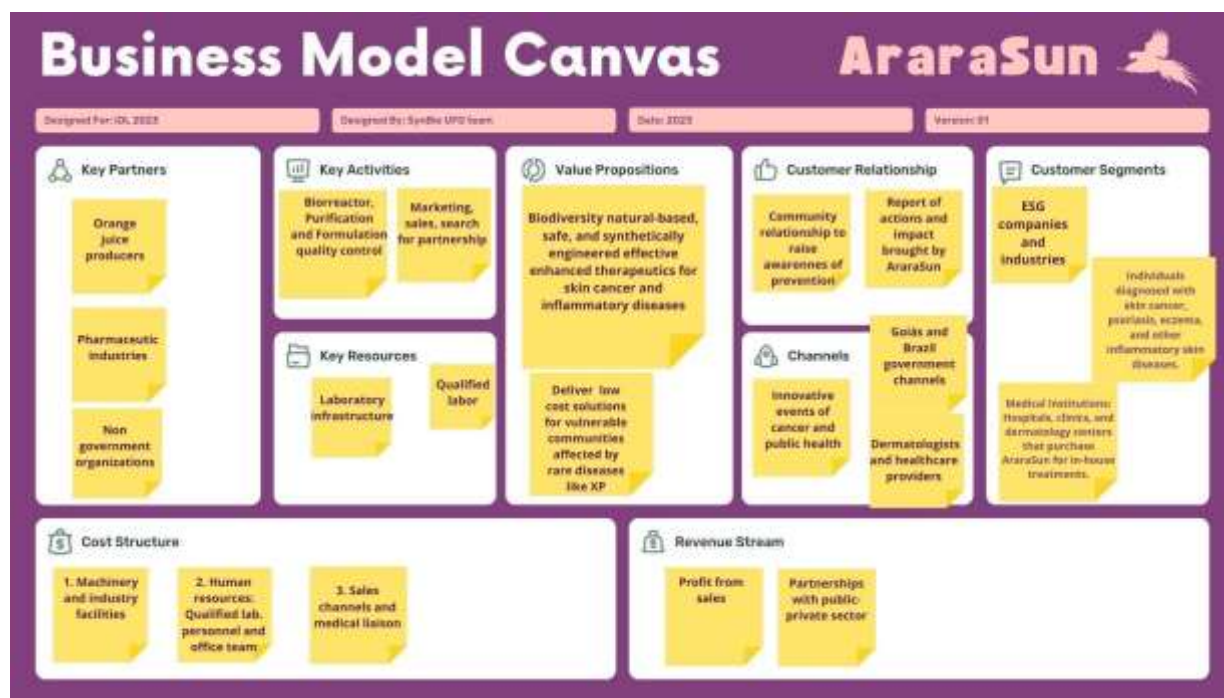 Business Model Canvas
AraraSun
Designed For: iDL 2023
Designed By: SynBio UFG team
Date: 2023
Version: 01
Key Partners
Orange
juice
producers
Pharmaceutic
industries
Non
government
organizations
Key Activities
Biorreactor,
Purification
and Formulation
quality control
Marketing,
sales, search
for partnership
Key Resources
Laboratory
infrastructure
Qualified
labor
Value Propositions
Biodiversity natural-based,
safe, and synthetically
engineered effective
enhanced therapeutics for
skin cancer and
inflammatory diseases
Deliver low
cost solutions
for vulnerable
communities
affected by
rare diseases
like XP
Customer Relationship
Community
relationship to
raise
awarennes of
prevention
Report of
actions and
impact
brought by
AraraSun
Channels
Innovative
events of
cancer and
public health
Goiás and
Brazil
government
channels
Dermatologists
and healthcare
providers
Customer Segments
ESG
companies
and
industries
Individuals
diagnosed with
skin cancer,
psoriasis, eczema,
and other
inflammatory skin
diseases.
Medical Institutions:
Hospitals, clinics, and
dermatology centers
that purchase
AraraSun for in-house
treatments.
Cost Structure
1. Machinery
and industry
facilities
2. Human
resources:
Qualified lab.
personnel and
office team
3. Sales
channels and
medical liaison
Revenue Stream
Profit from
sales
Partnerships
with public-
private sector